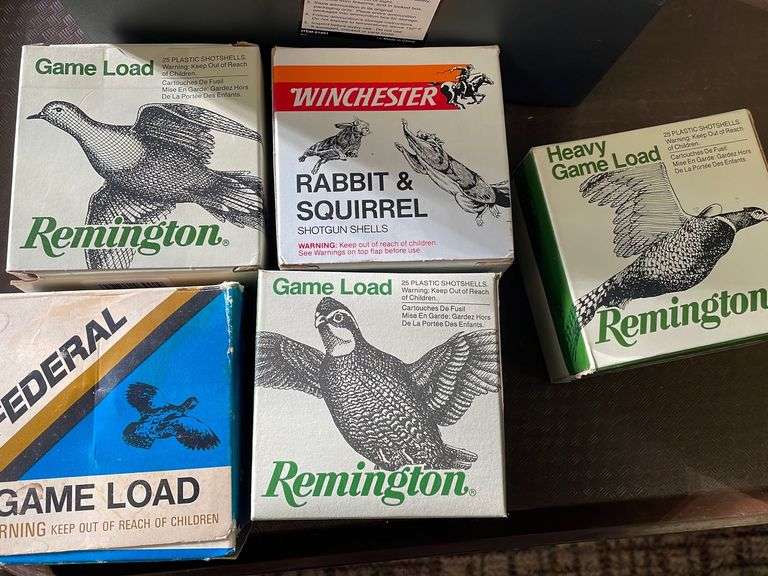 Game Load
25 PLASTIC SHOTSHELLS.
Warning: Keep Out of Reach
of Children.
Cartouches De Fusil
Mise En Garde: Gardez Hors
De La Portée Des Enfants.
Remington®
WINCHESTER
RABBIT &
SQUIRREL
SHOTGUN SHELLS
WARNING: Keep out of reach of children.
See Warnings on top flap before use.
Heavy
Game Load
25 PLASTIC SHOTSHELLS.
Warning: Keep Out of Reach
of Children.
Cartouches De Fusil
Mise En Garde: Gardez Hors
De La Portée Des Enfants
Remington
FEDERAL
GAME LOAD
RNING KEEP OUT OF REACH OF CHILDREN
Game Load
25 PLASTIC SHOTSHELLS.
Warning: Keep Out of Reach
of Children.
Cartouches De Fusil
Mise En Garde: Gardez Hors
De La Portée Des Enfants.
Remington®